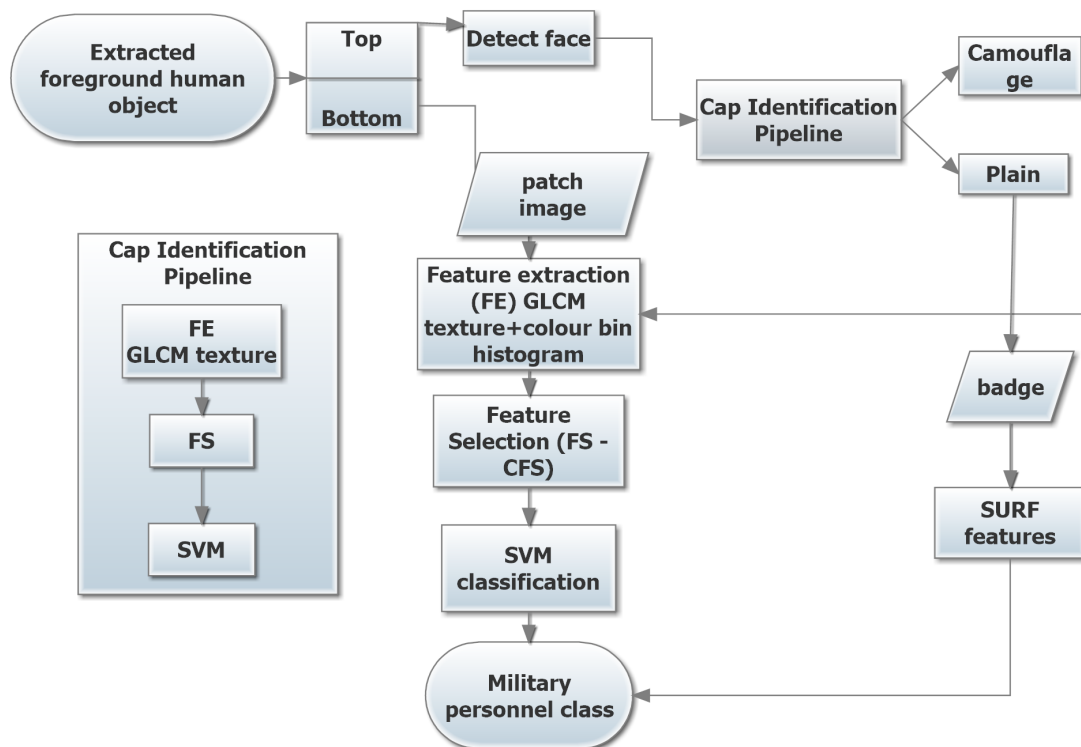 Extracted
foreground human
object
Top
Bottom
Detect face
Cap Identification
Pipeline
Camoufla
ge
Plain
patch
image
Feature extraction
(FE) GLCM
texture+colour bin
histogram
Feature
Selection (FS -
CFS)
SVM
classification
Military
personnel class
badge
SURF
features
Cap Identification
Pipeline
FE
GLCM texture
FS
SVM